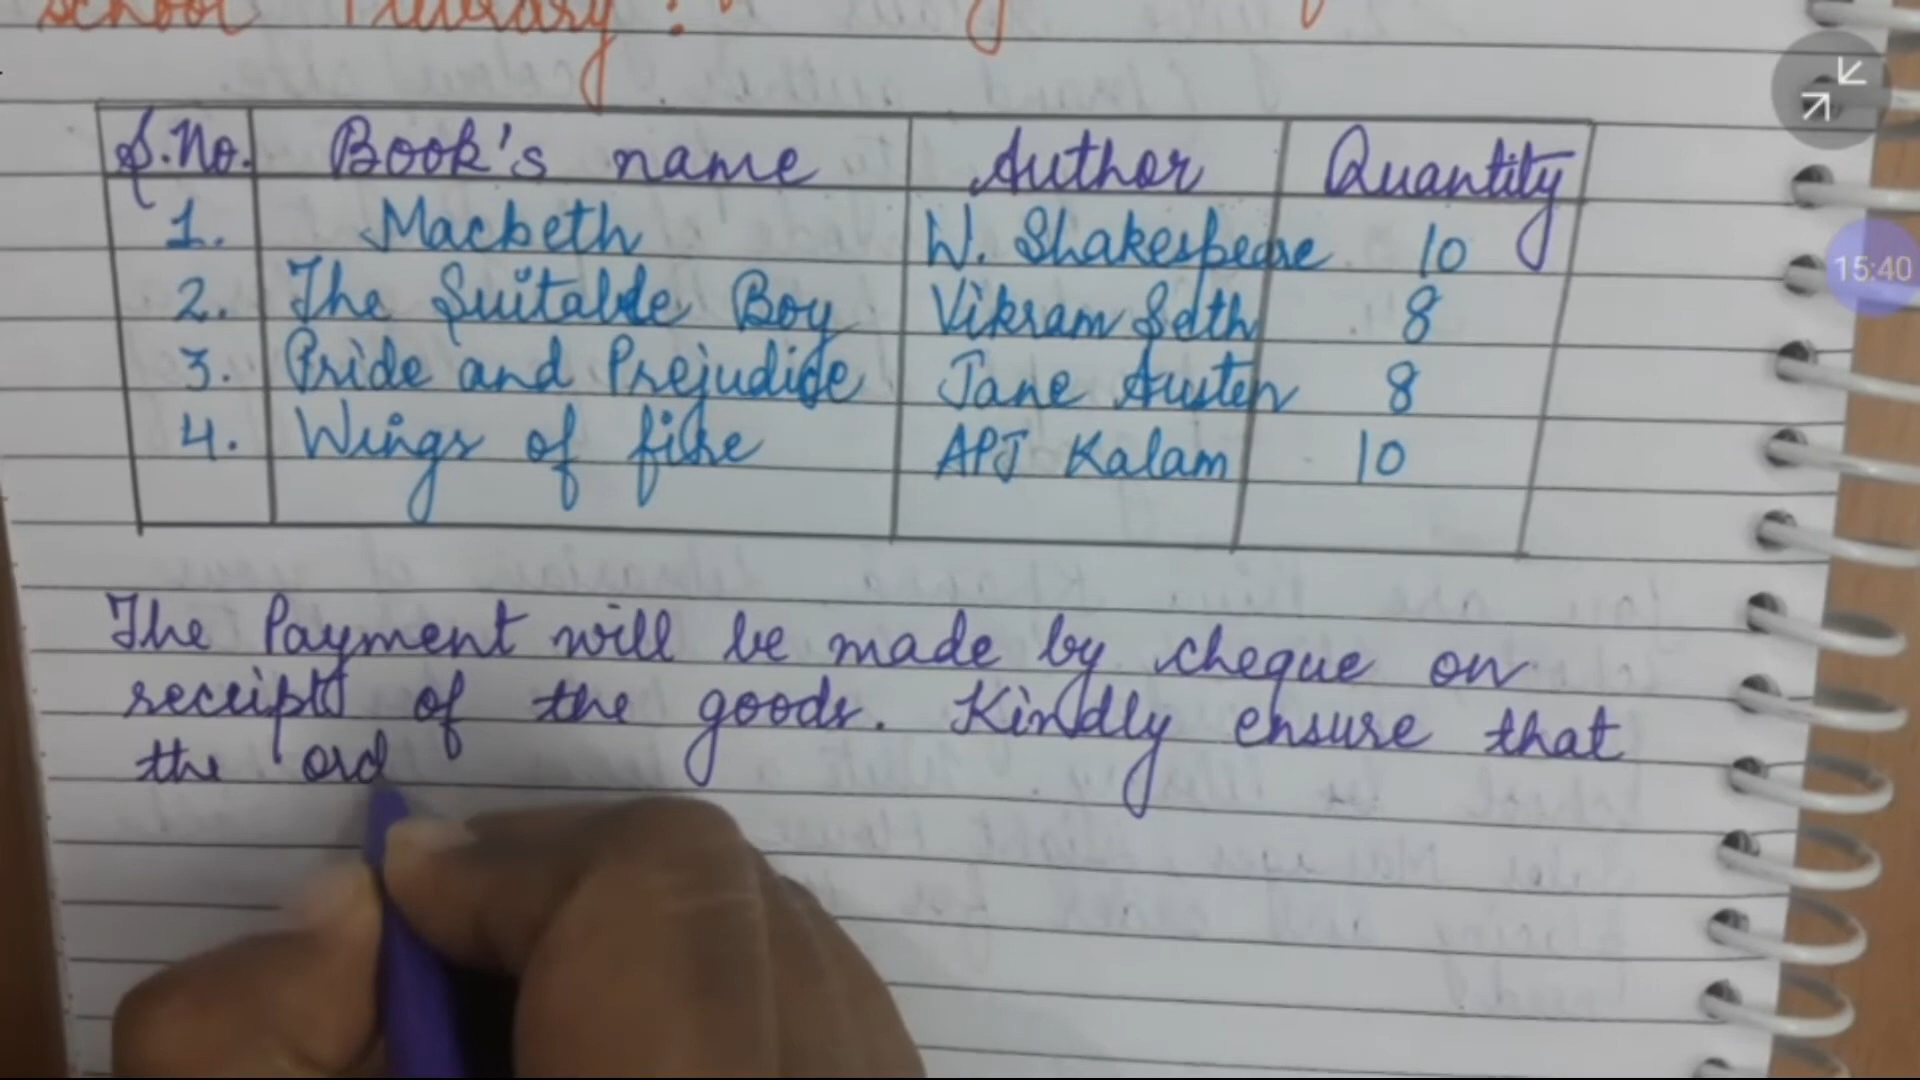 school library:
S.No. Book's name Author Quantity
1. Macbeth W. Shakespeare 10
2. The Suitable Boy Vikram Seth 8
3. Pride and Prejudice Jane Austen 8
4. Wings of fire APJ Kalam 10
The Payment will be made by cheque on
receipt of the goods. Kindly ensure that
the ord
15:40